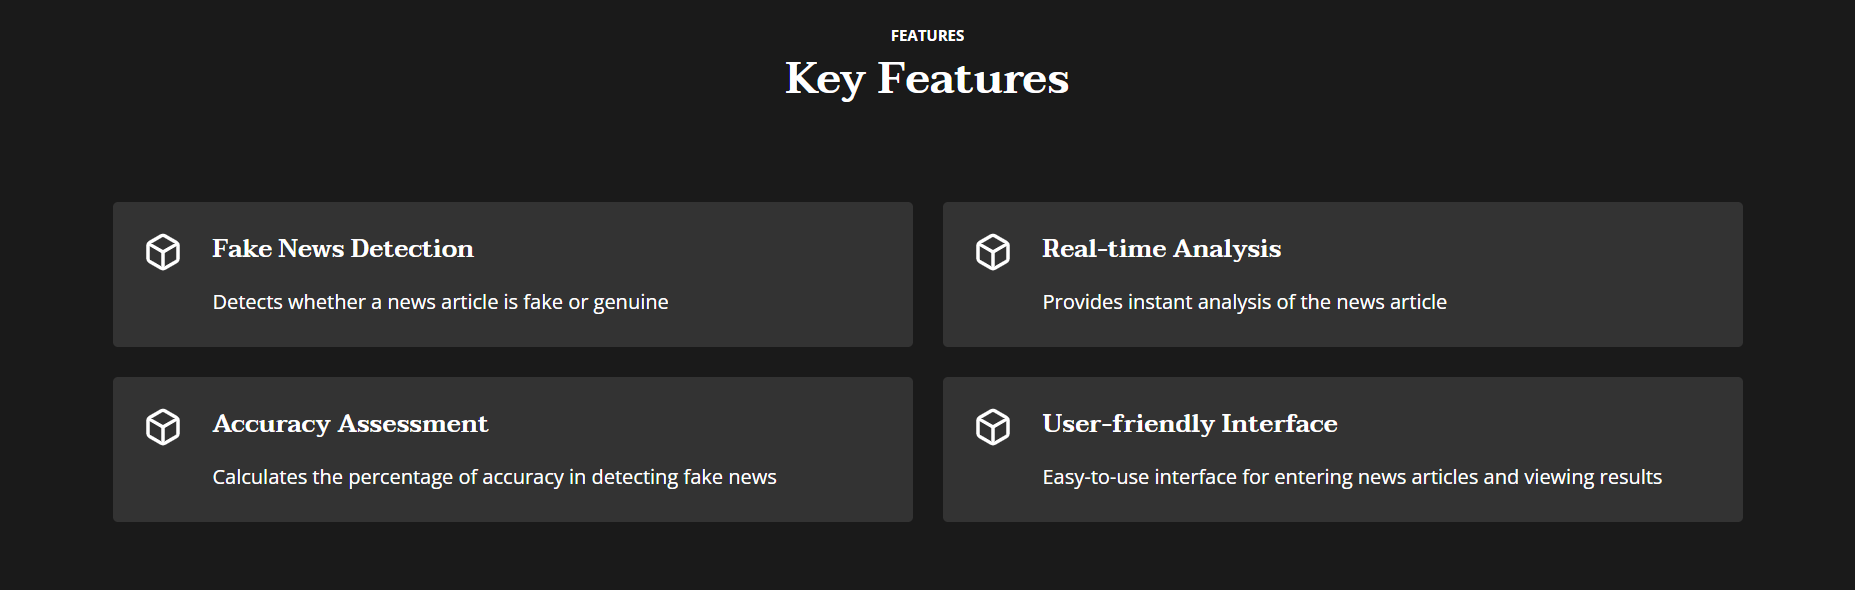 FEATURES
Key Features
Fake News Detection
Detects whether a news article is fake or genuine
Real-time Analysis
Provides instant analysis of the news article
Accuracy Assessment
Calculates the percentage of accuracy in detecting fake news
User-friendly Interface
Easy-to-use interface for entering news articles and viewing results